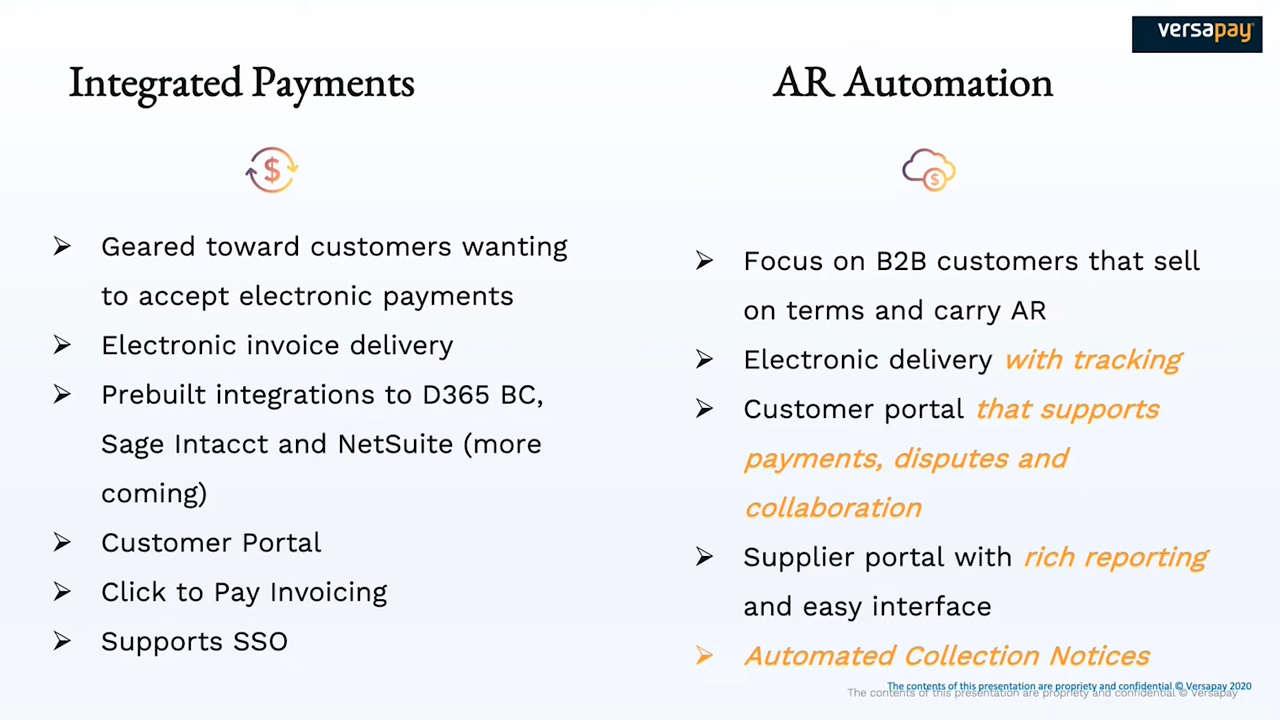 versapay
Integrated Payments
Geared toward customers wanting
to accept electronic payments
Electronic invoice delivery
Prebuilt integrations to D365 BC,
Sage Intacct and NetSuite (more
coming)
Customer Portal
Click to Pay Invoicing
Supports SSO
AR Automation
Focus on B2B customers that sell
on terms and carry AR
Electronic delivery with tracking
Customer portal that supports
payments, disputes and
collaboration
Supplier portal with rich reporting
and easy interface
Automated Collection Notices
The contents of this presentation are propriety and confidential © Versapay 2020
The contents of this presentation are propriety and confidential © Versapay